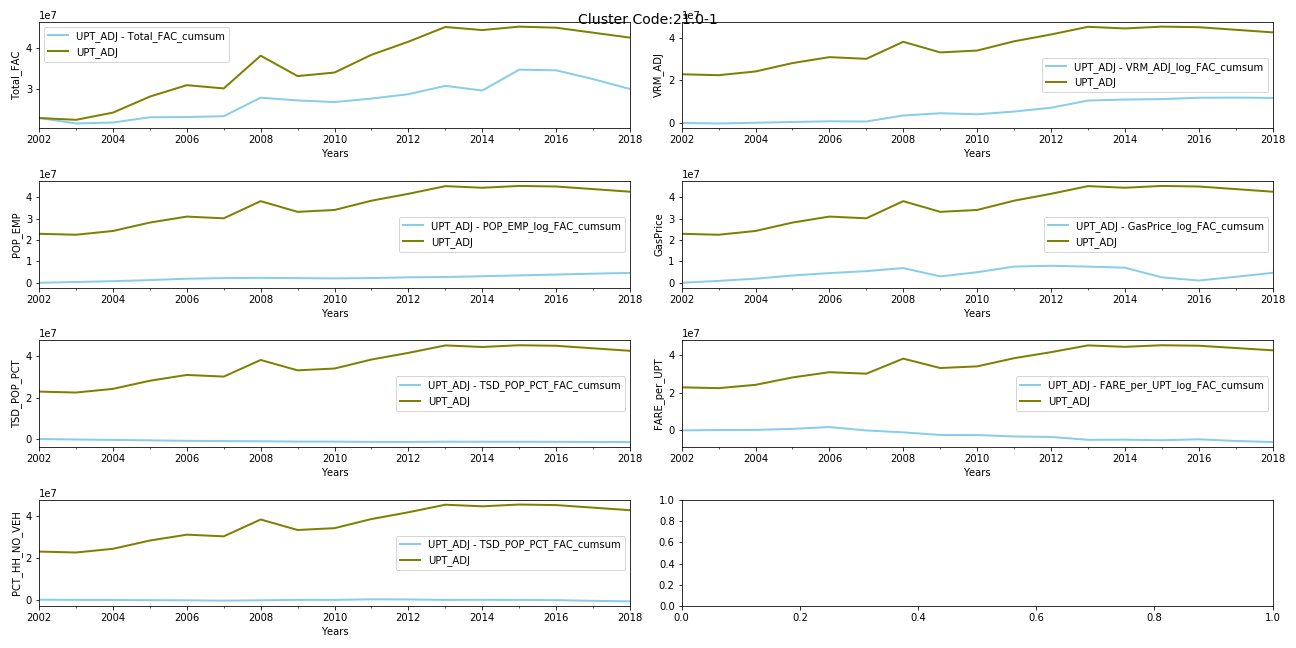 Cluster Code:21.0-1
1e7
UPT_ADJ - Total_FAC_cumsum
UPT_ADJ
4
3
Total_FAC
2002 2004 2006 2008 2010 2012 2014 2016 2018
Years
1e7
UPT_ADJ - VRM_ADJ_log_FAC_cumsum
UPT_ADJ
4
2
0
VRM_ADJ
2002 2004 2006 2008 2010 2012 2014 2016 2018
Years
1e7
UPT_ADJ - POP_EMP_log_FAC_cumsum
UPT_ADJ
4
3
2
1
0
POP_EMP
2002 2004 2006 2008 2010 2012 2014 2016 2018
Years
1e7
UPT_ADJ - GasPrice_log_FAC_cumsum
UPT_ADJ
4
3
2
1
0
GasPrice
2002 2004 2006 2008 2010 2012 2014 2016 2018
Years
1e7
UPT_ADJ - TSD_POP_PCT_FAC_cumsum
UPT_ADJ
4
2
0
TSD_POP_PCT
2002 2004 2006 2008 2010 2012 2014 2016 2018
Years
1e7
UPT_ADJ - FARE_per_UPT_log_FAC_cumsum
UPT_ADJ
4
2
0
FARE_per_UPT
2002 2004 2006 2008 2010 2012 2014 2016 2018
Years
1e7
UPT_ADJ - TSD_POP_PCT_FAC_cumsum
UPT_ADJ
4
2
0
PCT_HH_NO_VEH
2002 2004 2006 2008 2010 2012 2014 2016 2018
Years
1.0
0.8
0.6
0.4
0.2
0.0
0.0 0.2 0.4 0.6 0.8 1.0